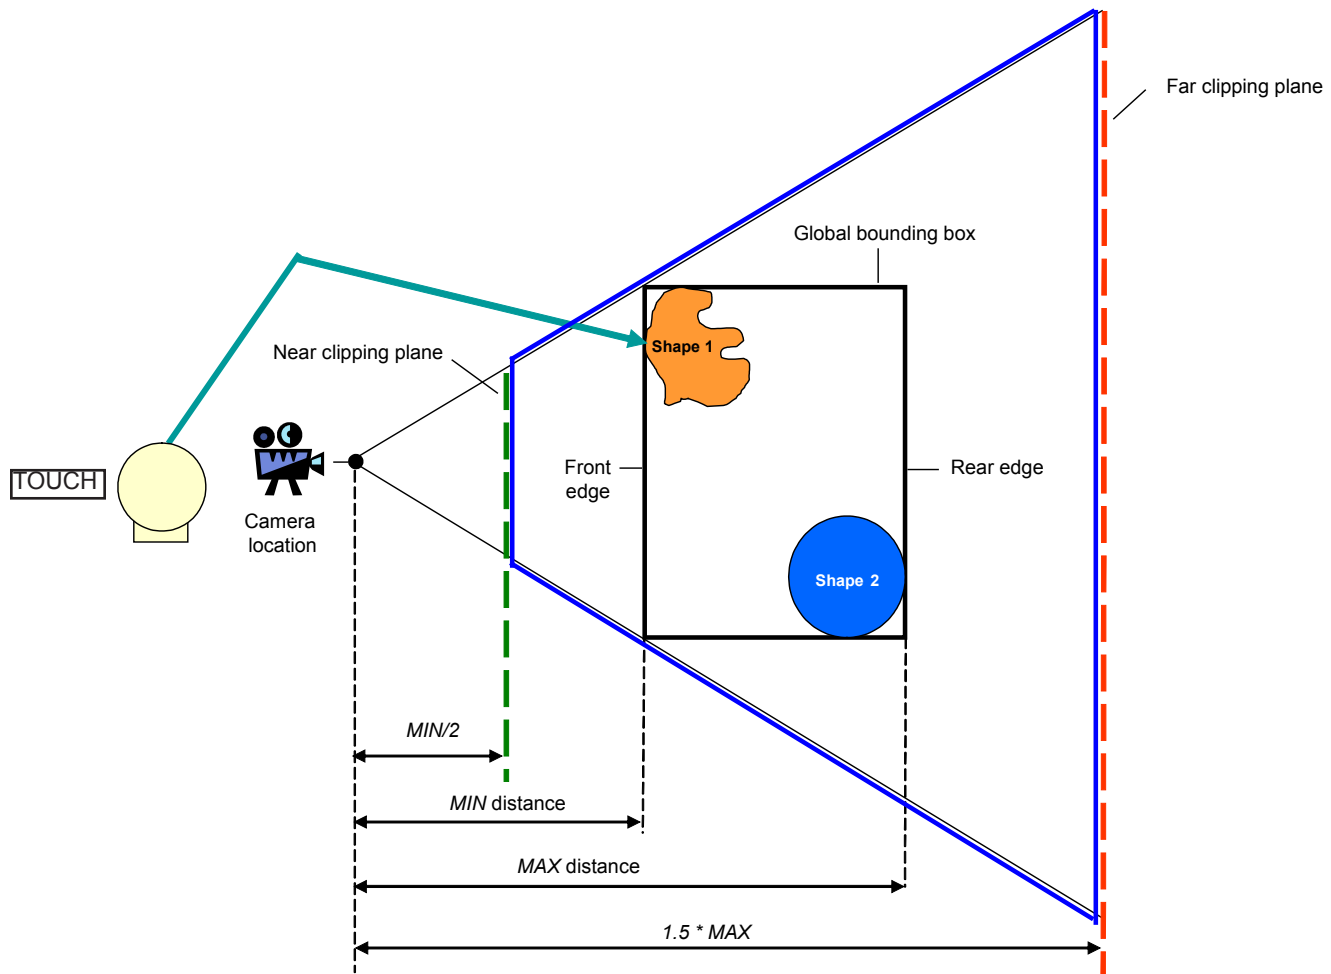 Far clipping plane
Global bounding box
Shape 1
Near clipping plane
TOUCH
Front
edge
Rear edge
Camera
location
Shape 2
MIN/2
MIN distance
MAX distance
1.5 * MAX